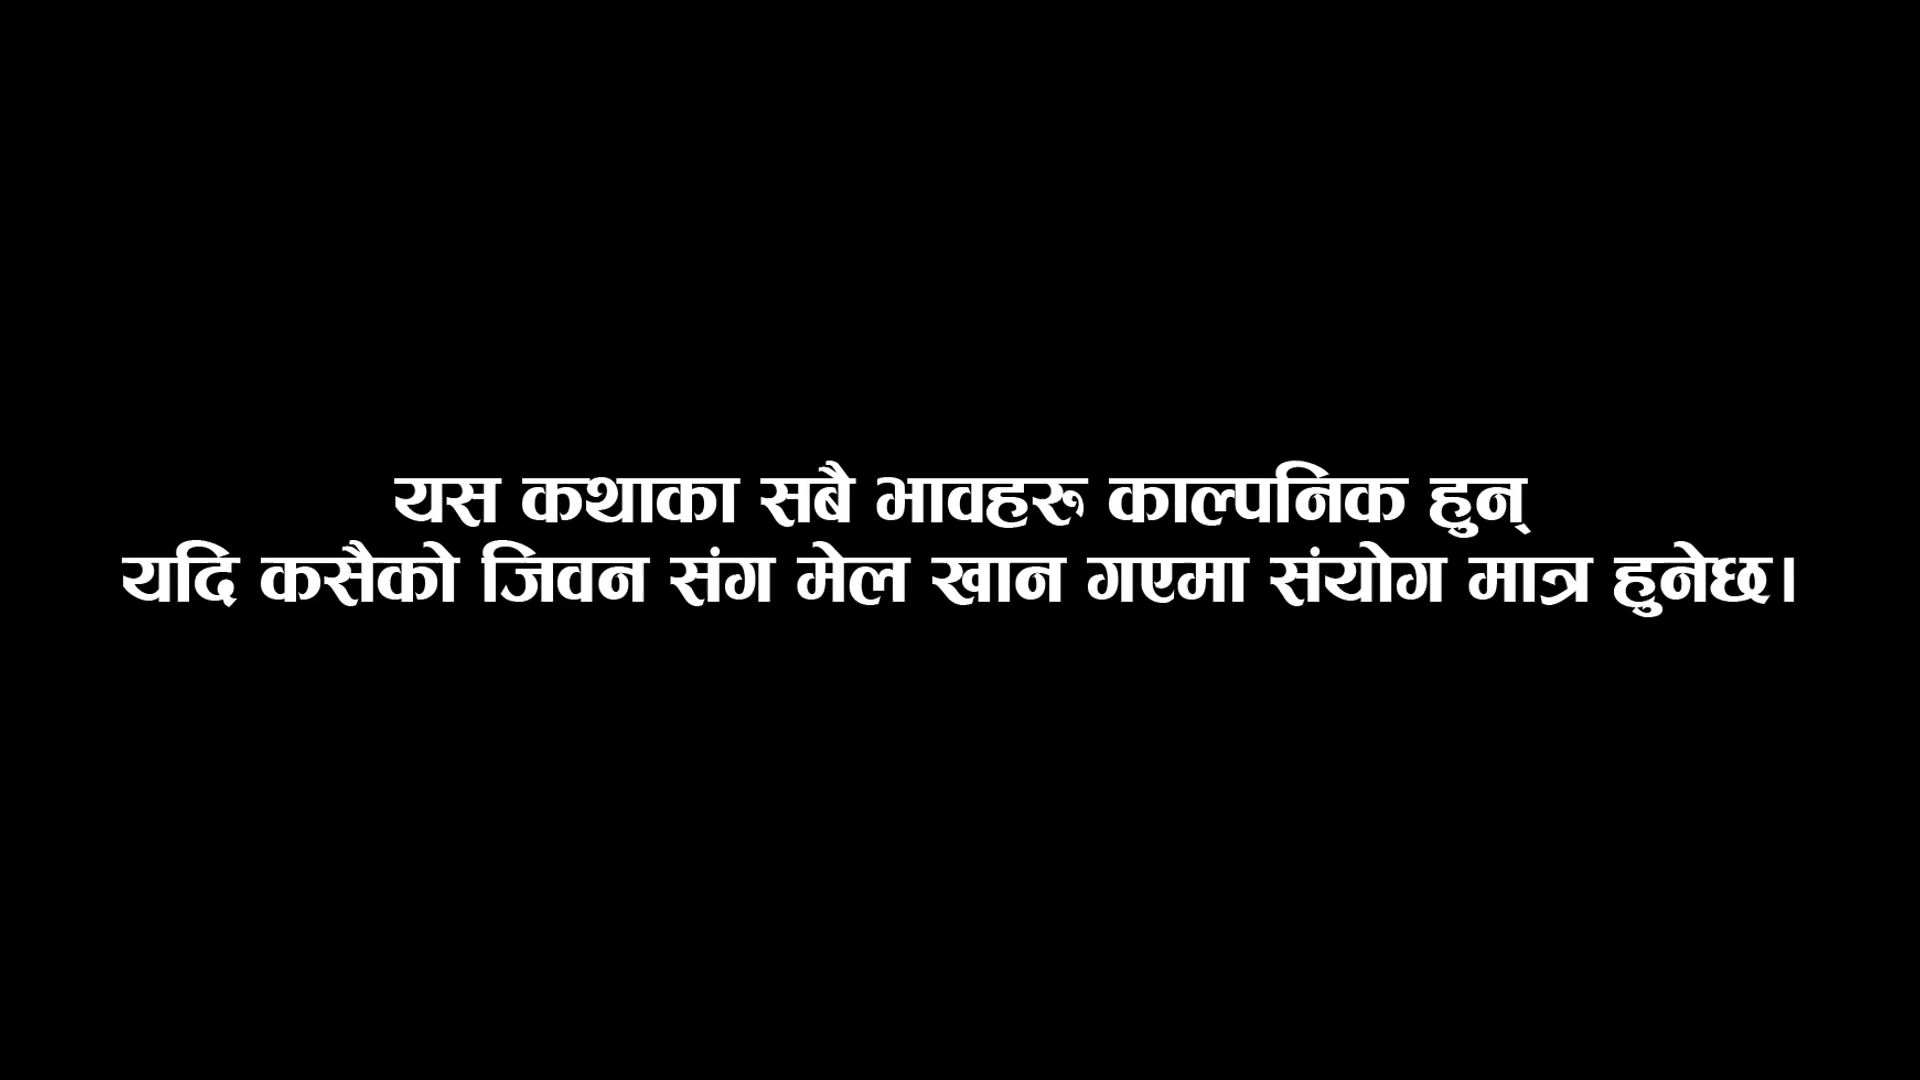 यस कथाका सबै भावहरु काल्पनिक हुन्
यदि कसैको जिवन संग मेल खान गएमा संयोग मात्र हुनेछ।